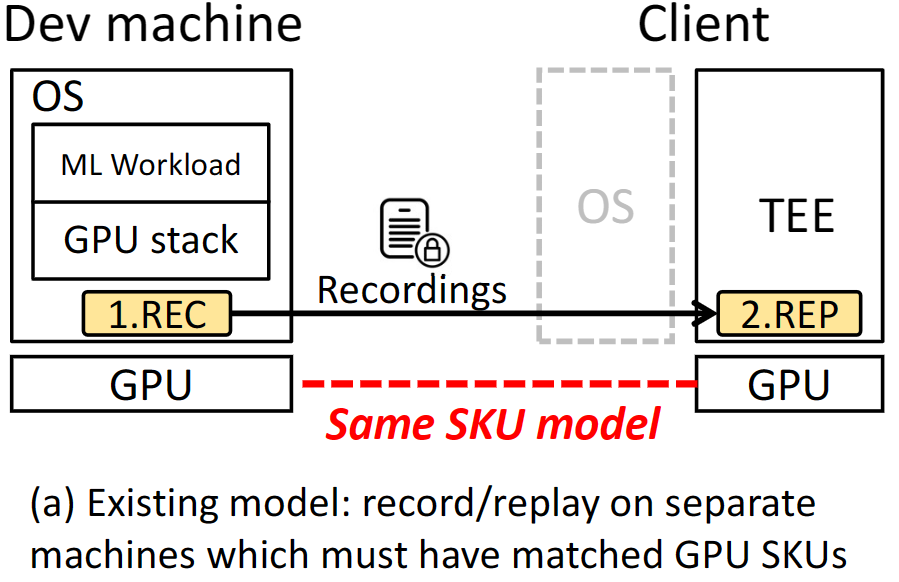 Dev machine
Client
OS
ML Workload
GPU stack
1.REC
GPU
Recordings
OS
TEE
2.REP
GPU
Same SKU model
(a) Existing model: record/replay on separate
machines which must have matched GPU SKUs